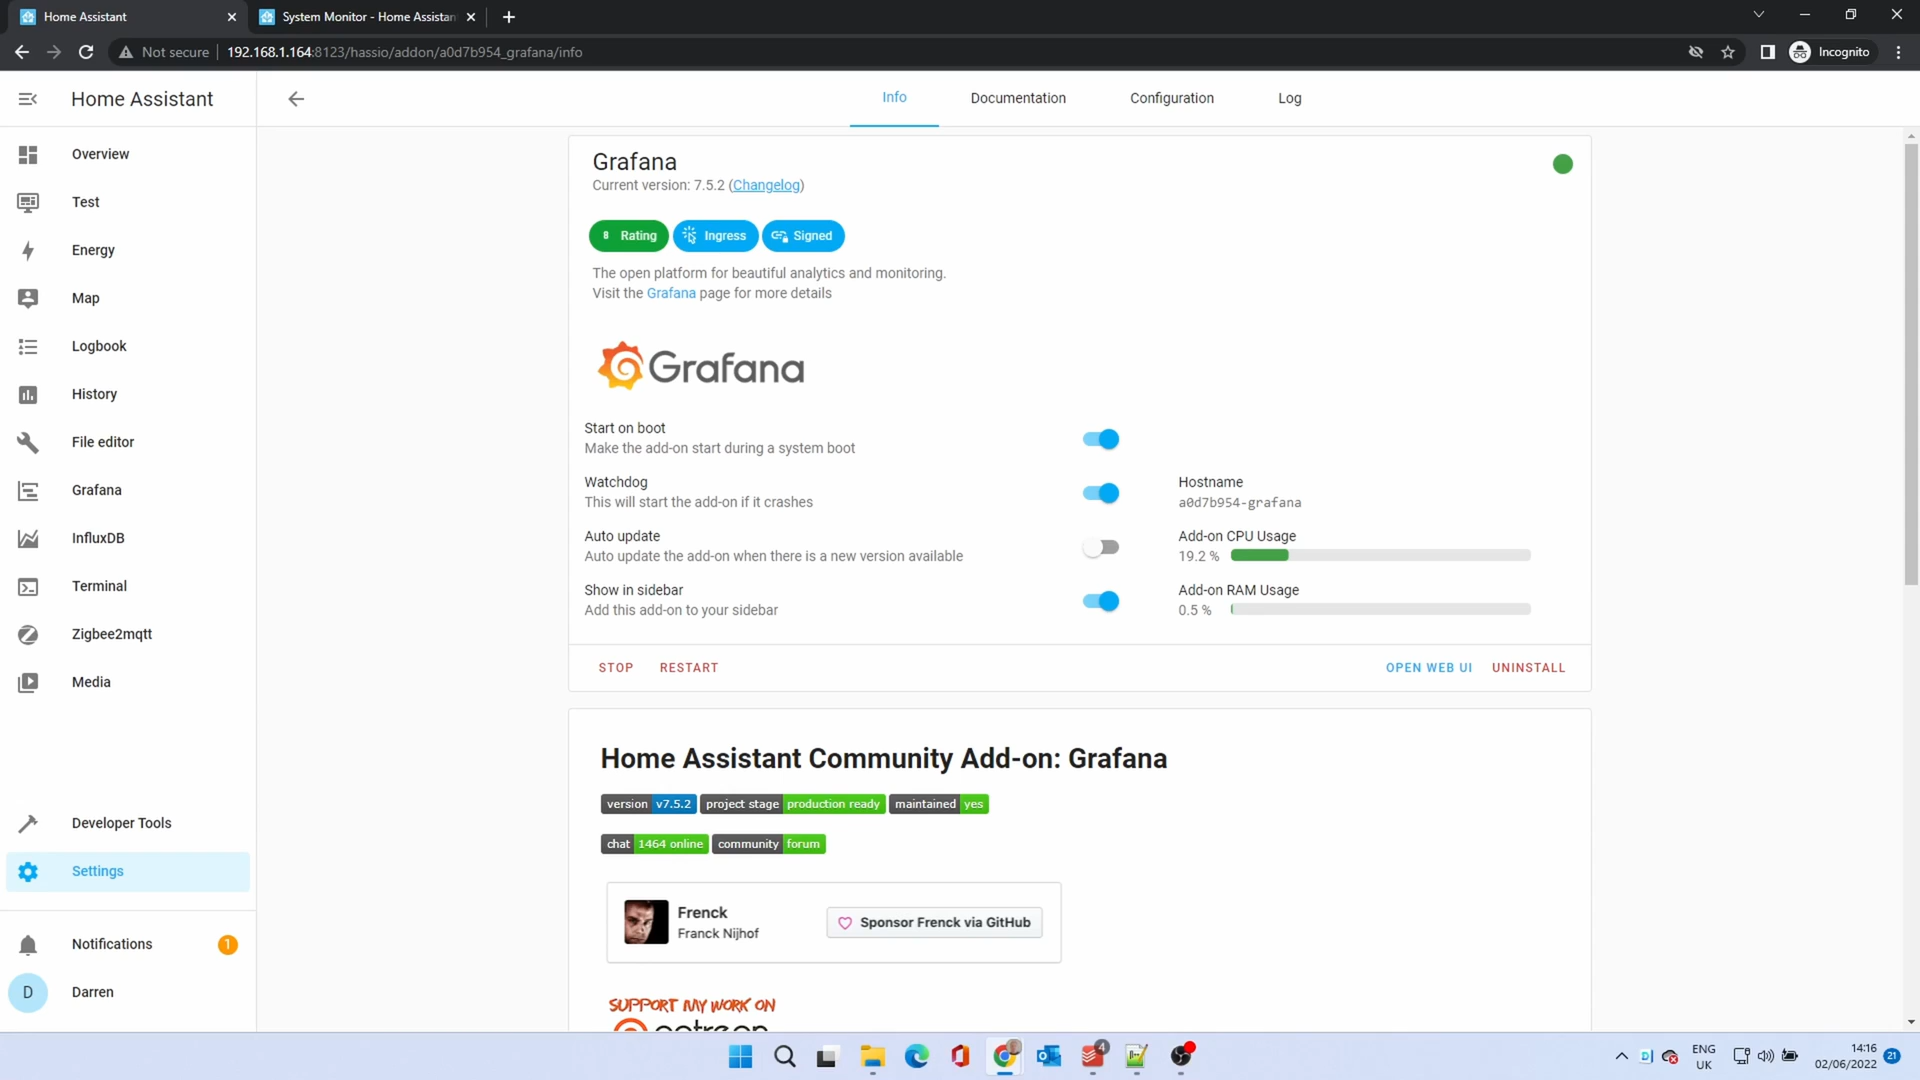 Home Assistant
System Monitor - Home Assistan
Not secure
192.168.1.164:8123/hassio/addon/a0d7b954_grafana/info
Incognito
Home Assistant
Info
Documentation
Configuration
Log
Overview
Test
Energy
Map
Logbook
History
File editor
Grafana
InfluxDB
Terminal
Zigbee2mqtt
Media
Developer Tools
Settings
Notifications
1
D
Darren
Grafana
Current version: 7.5.2 (Changelog)
8 Rating
Ingress
Signed
The open platform for beautiful analytics and monitoring.
Visit the Grafana page for more details
Grafana
Start on boot
Make the add-on start during a system boot
Watchdog
This will start the add-on if it crashes
Hostname
a0d7b954-grafana
Auto update
Auto update the add-on when there is a new version available
Add-on CPU Usage
19.2 %
Show in sidebar
Add this add-on to your sidebar
Add-on RAM Usage
0.5 %
STOP
RESTART
OPEN WEB UI
UNINSTALL
Home Assistant Community Add-on: Grafana
version v7.5.2
project stage production ready
maintained yes
chat 1464 online
community forum
Frenck
Franck Nijhof
Sponsor Frenck via GitHub
SUPPORT MY WORK ON
patreon
4
ENG
UK
14:16
02/06/2022
21